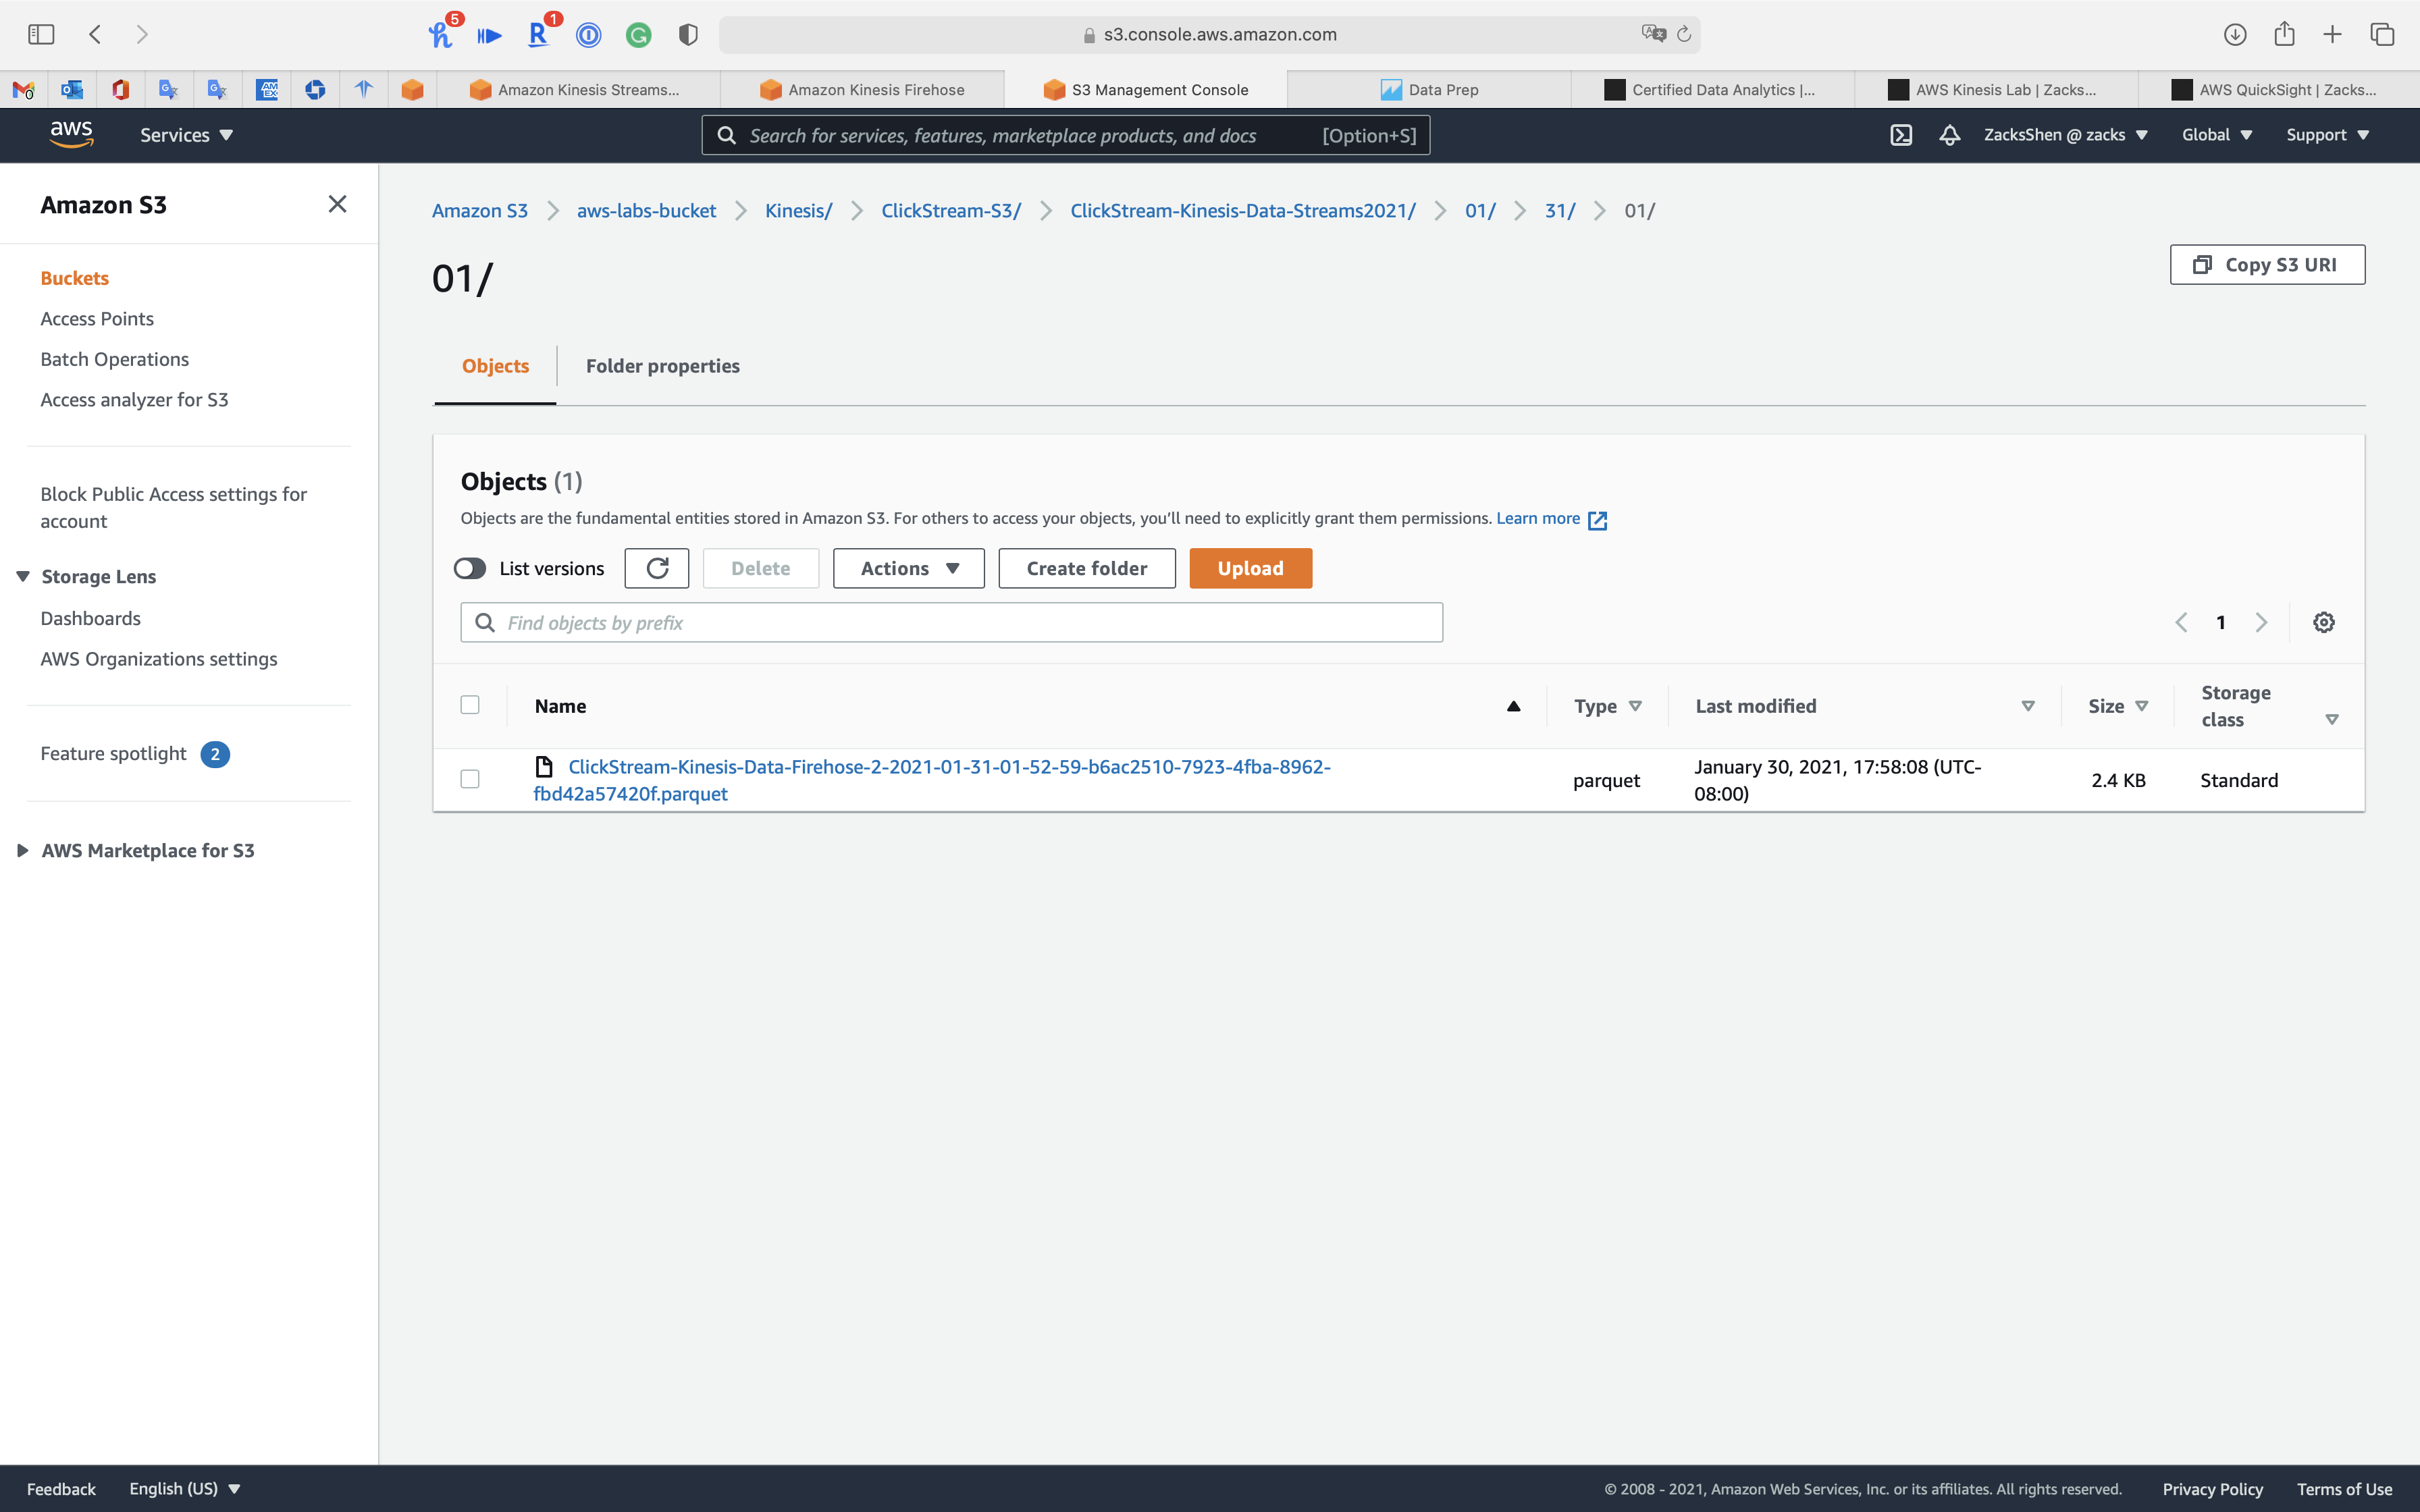 5
1
s3.console.aws.amazon.com
0
AM
EX
Amazon Kinesis Streams...
Amazon Kinesis Firehose
S3 Management Console
Data Prep
Certified Data Analytics |...
AWS Kinesis Lab | Zacks...
AWS QuickSight | Zacks...
aws
Services
Search for services, features, marketplace products, and docs
[Option+S]
ZacksShen @ zacks
Global
Support
Amazon S3
Buckets
Access Points
Batch Operations
Access analyzer for S3
Block Public Access settings for
account
Storage Lens
Dashboards
AWS Organizations settings
Feature spotlight 2
AWS Marketplace for S3
Amazon S3 > aws-labs-bucket > Kinesis/ > ClickStream-S3/ > ClickStream-Kinesis-Data-Streams2021/ > 01/ > 31/ > 01/
01/
Copy S3 URI
Objects
Folder properties
Objects (1)
Objects are the fundamental entities stored in Amazon S3. For others to access your objects, you’ll need to explicitly grant them permissions. Learn more
List versions
Delete
Actions
Create folder
Upload
Find objects by prefix
1
Name
Type
Last modified
Size
Storage
class
ClickStream-Kinesis-Data-Firehose-2-2021-01-31-01-52-59-b6ac2510-7923-4fba-8962-
fbd42a57420f.parquet
parquet
January 30, 2021, 17:58:08 (UTC-
08:00)
2.4 KB
Standard
Feedback
English (US)
© 2008 - 2021, Amazon Web Services, Inc. or its affiliates. All rights reserved.
Privacy Policy
Terms of Use